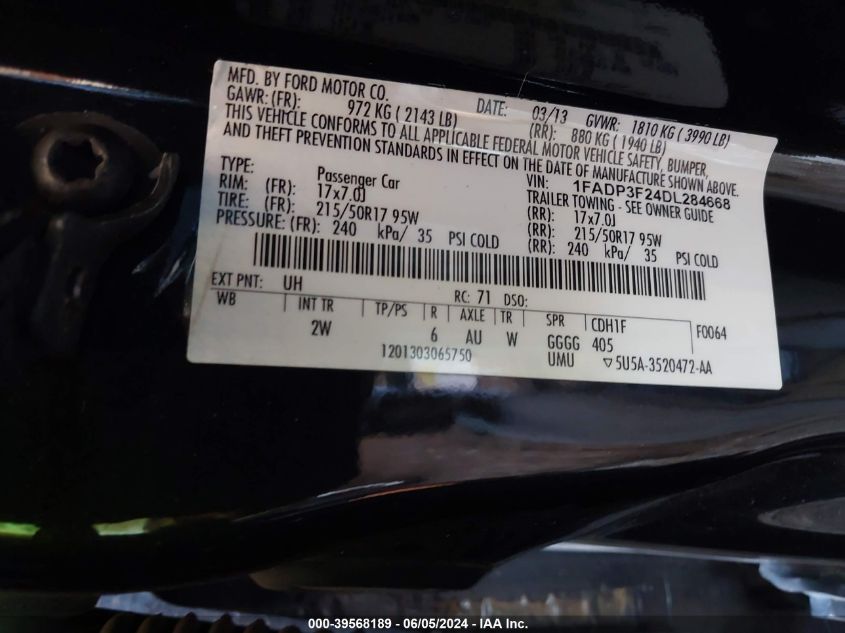 MFD. BY FORD MOTOR CO.
DATE: 03/13 GVWR: 1810 KG ( 3990 LB)
GAWR: (FR): 972 KG ( 2143 LB) (RR): 880 KG ( 1940 LB)
THIS VEHICLE CONFORMS TO ALL APPLICABLE FEDERAL MOTOR VEHICLE SAFETY, BUMPER,
AND THEFT PREVENTION STANDARDS IN EFFECT ON THE DATE OF MANUFACTURE SHOWN ABOVE.
VIN: 1FADP3F24DL284668
TYPE: Passenger Car TRAILER TOWING - SEE OWNER GUIDE
RIM: (FR): 17x7.0J (RR): 17x7.0J
TIRE: (FR): 215/50R17 95W (RR): 215/50R17 95W
PRESSURE: (FR): 240 kPa/ 35 PSI COLD (RR): 240 kPa/ 35 PSI COLD
EXT PNT: UH RC: 71 DSO:
WB INT TR TP/PS R AXLE TR SPR CDH1F F0064
2W 6 AU W GGGG 405
1201303065750 UMU ▽5U5A-3520472-AA
000-39568189 - 06/05/2024 - IAA Inc.